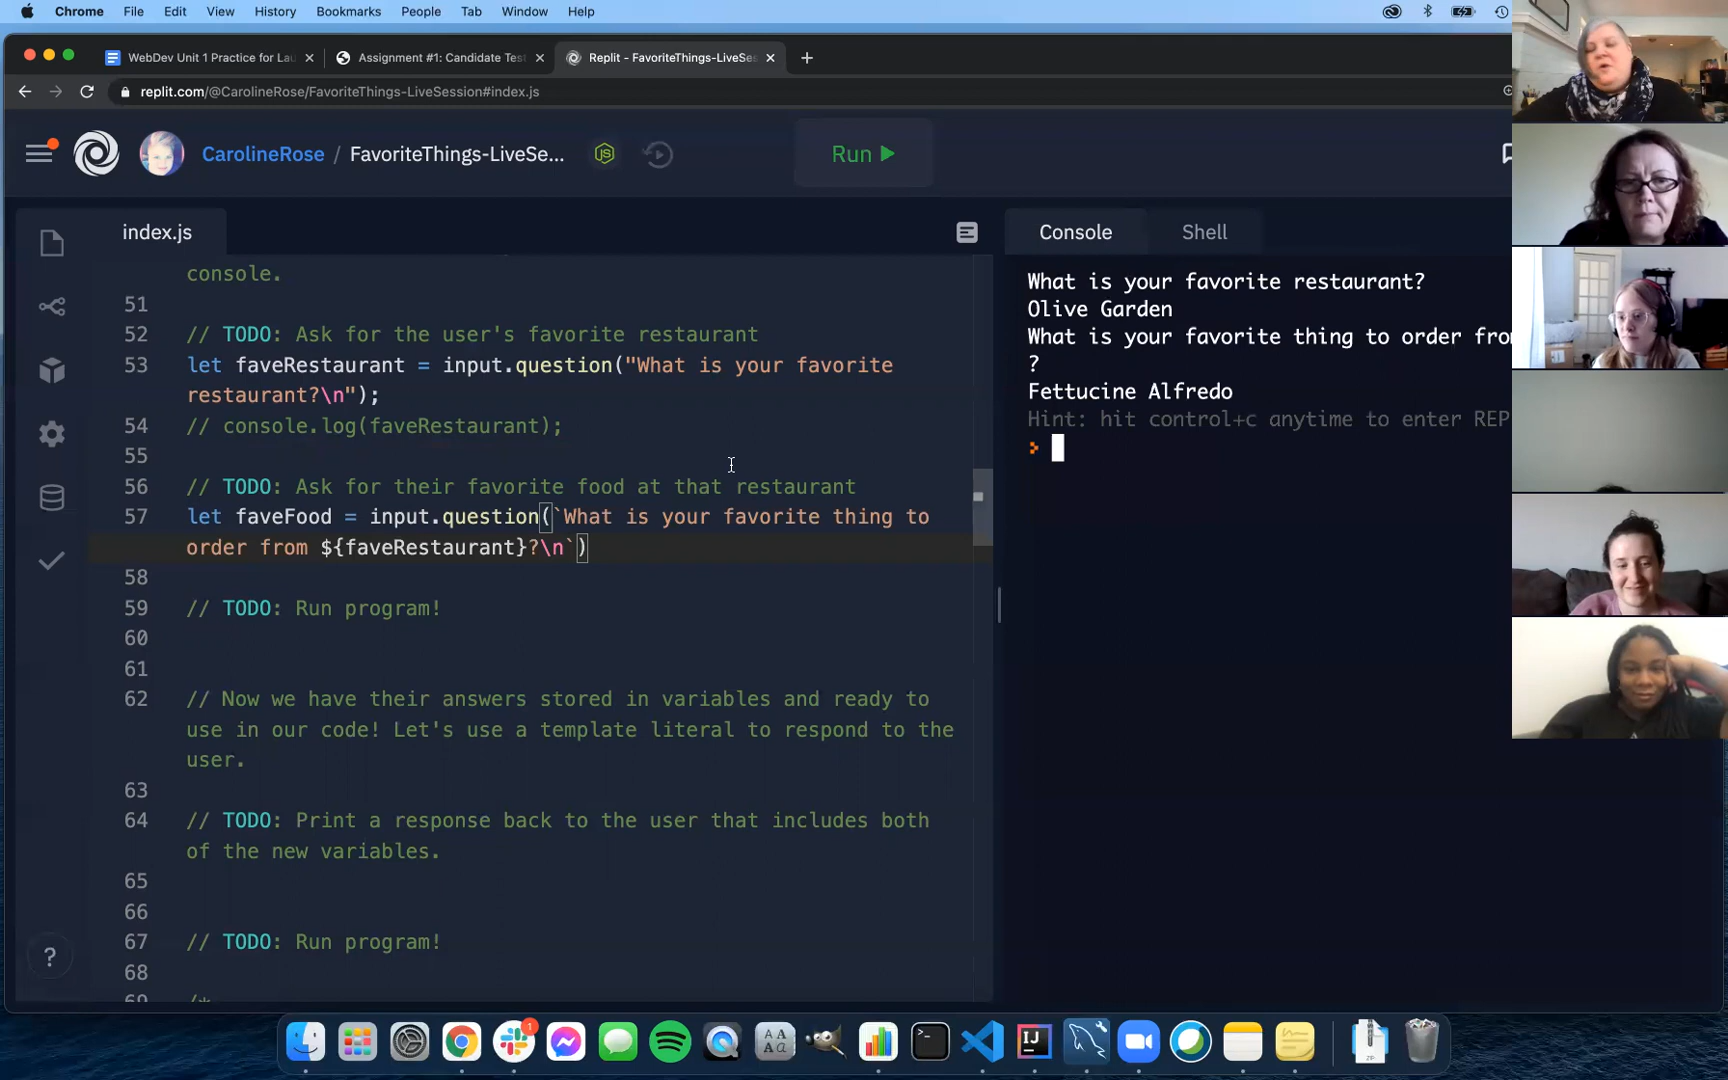 Chrome File Edit View History Bookmarks People Tab Window Help
WebDev Unit 1 Practice for Lau
Assignment #1: Candidate Test
Replit - FavoriteThings-LiveSes
replit.com/@CarolineRose/FavoriteThings-LiveSession#index.js
CarolineRose / FavoriteThings-LiveSe...
Run
index.js
Console Shell
console.
51
52 // TODO: Ask for the user's favorite restaurant
53 let faveRestaurant = input.question("What is your favorite
restaurant?\n");
54 // console.log(faveRestaurant);
55
56 // TODO: Ask for their favorite food at that restaurant
57 let faveFood = input.question(`What is your favorite thing to
order from ${faveRestaurant}?\n`)
58
59 // TODO: Run program!
60
61
62 // Now we have their answers stored in variables and ready to
use in our code! Let's use a template literal to respond to the
user.
63
64 // TODO: Print a response back to the user that includes both
of the new variables.
65
66
67 // TODO: Run program!
68
69 /*
What is your favorite restaurant?
Olive Garden
What is your favorite thing to order fro
?
Fettucine Alfredo
Hint: hit control+c anytime to enter REP
>
?
1
IJ
ZIP